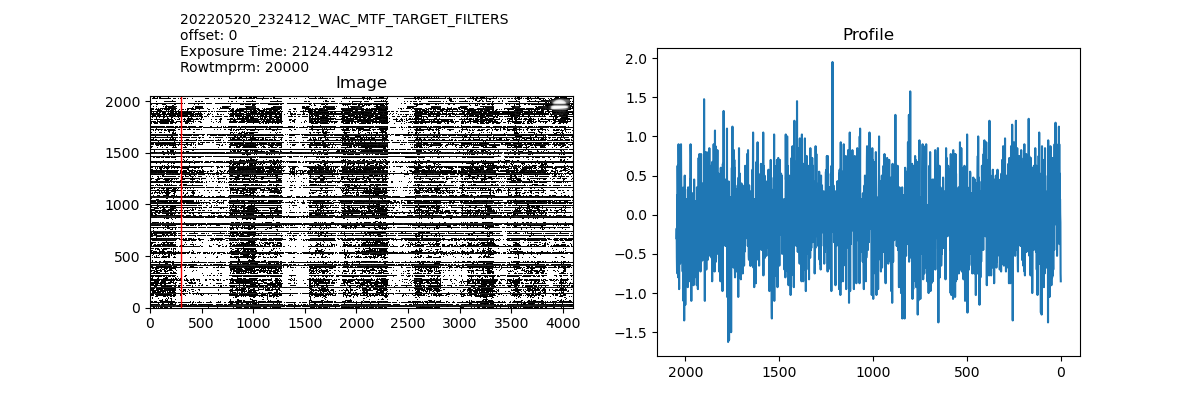 20220520_232412_WAC_MTF_TARGET_FILTERS
offset: 0
Exposure Time: 2124.4429312
Rowtmprm: 20000
Image
2000
1500
1000
500
0
0 500 1000 1500 2000 2500 3000 3500 4000
Profile
2.0
1.5
1.0
0.5
0.0
−0.5
−1.0
−1.5
2000 1500 1000 500 0